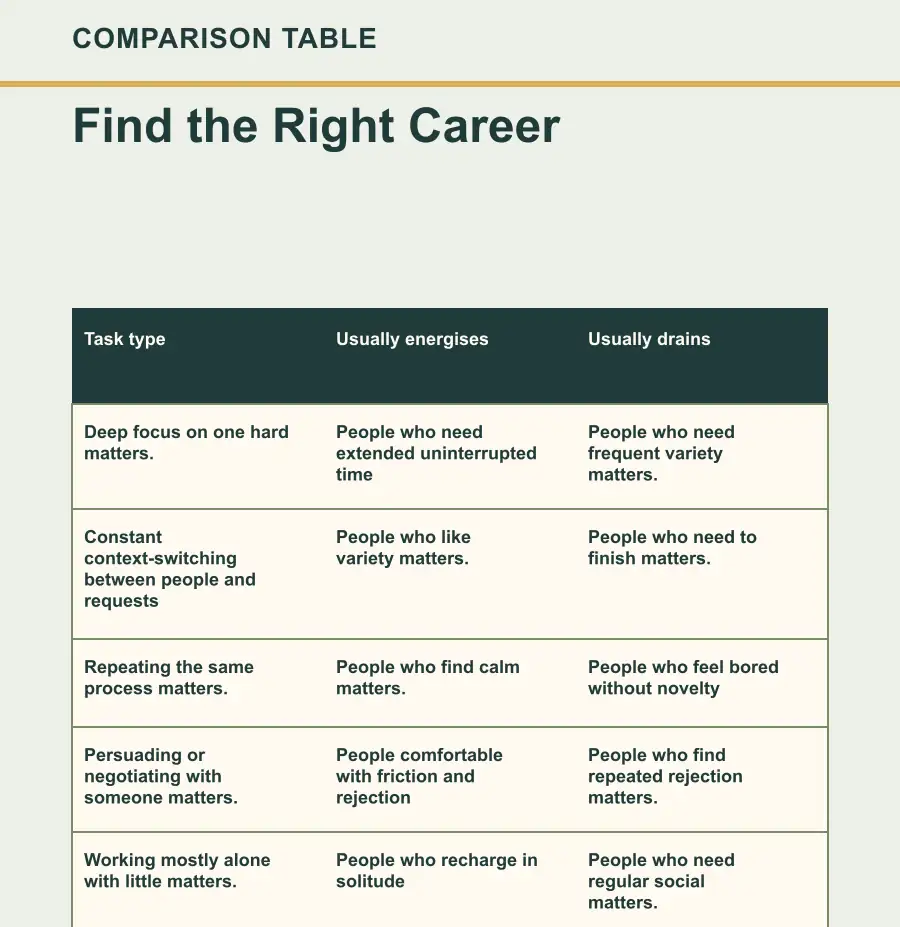 COMPARISON TABLE
Find the Right Career
Task type
Usually energises
Usually drains
Deep focus on one hard
matters.
People who need
extended uninterrupted
time
People who need
frequent variety
matters.
Constant
context-switching
between people and
requests
People who like
variety matters.
People who need to
finish matters.
Repeating the same
process matters.
People who find calm
matters.
People who feel bored
without novelty
Persuading or
negotiating with
someone matters.
People comfortable
with friction and
rejection
People who find
repeated rejection
matters.
Working mostly alone
with little matters.
People who recharge in
solitude
People who need
regular social
matters.